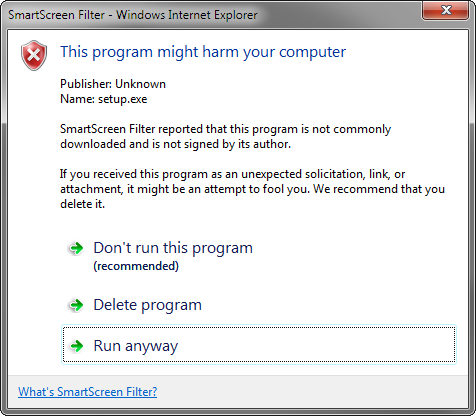 SmartScreen Filter - Windows Internet Explorer
This program might harm your computer
Publisher: Unknown
Name: setup.exe
SmartScreen Filter reported that this program is not commonly
downloaded and is not signed by its author.
If you received this program as an unexpected solicitation, link, or
attachment, it might be an attempt to fool you. We recommend that you
delete it.
Don't run this program
(recommended)
Delete program
Run anyway
What's SmartScreen Filter?